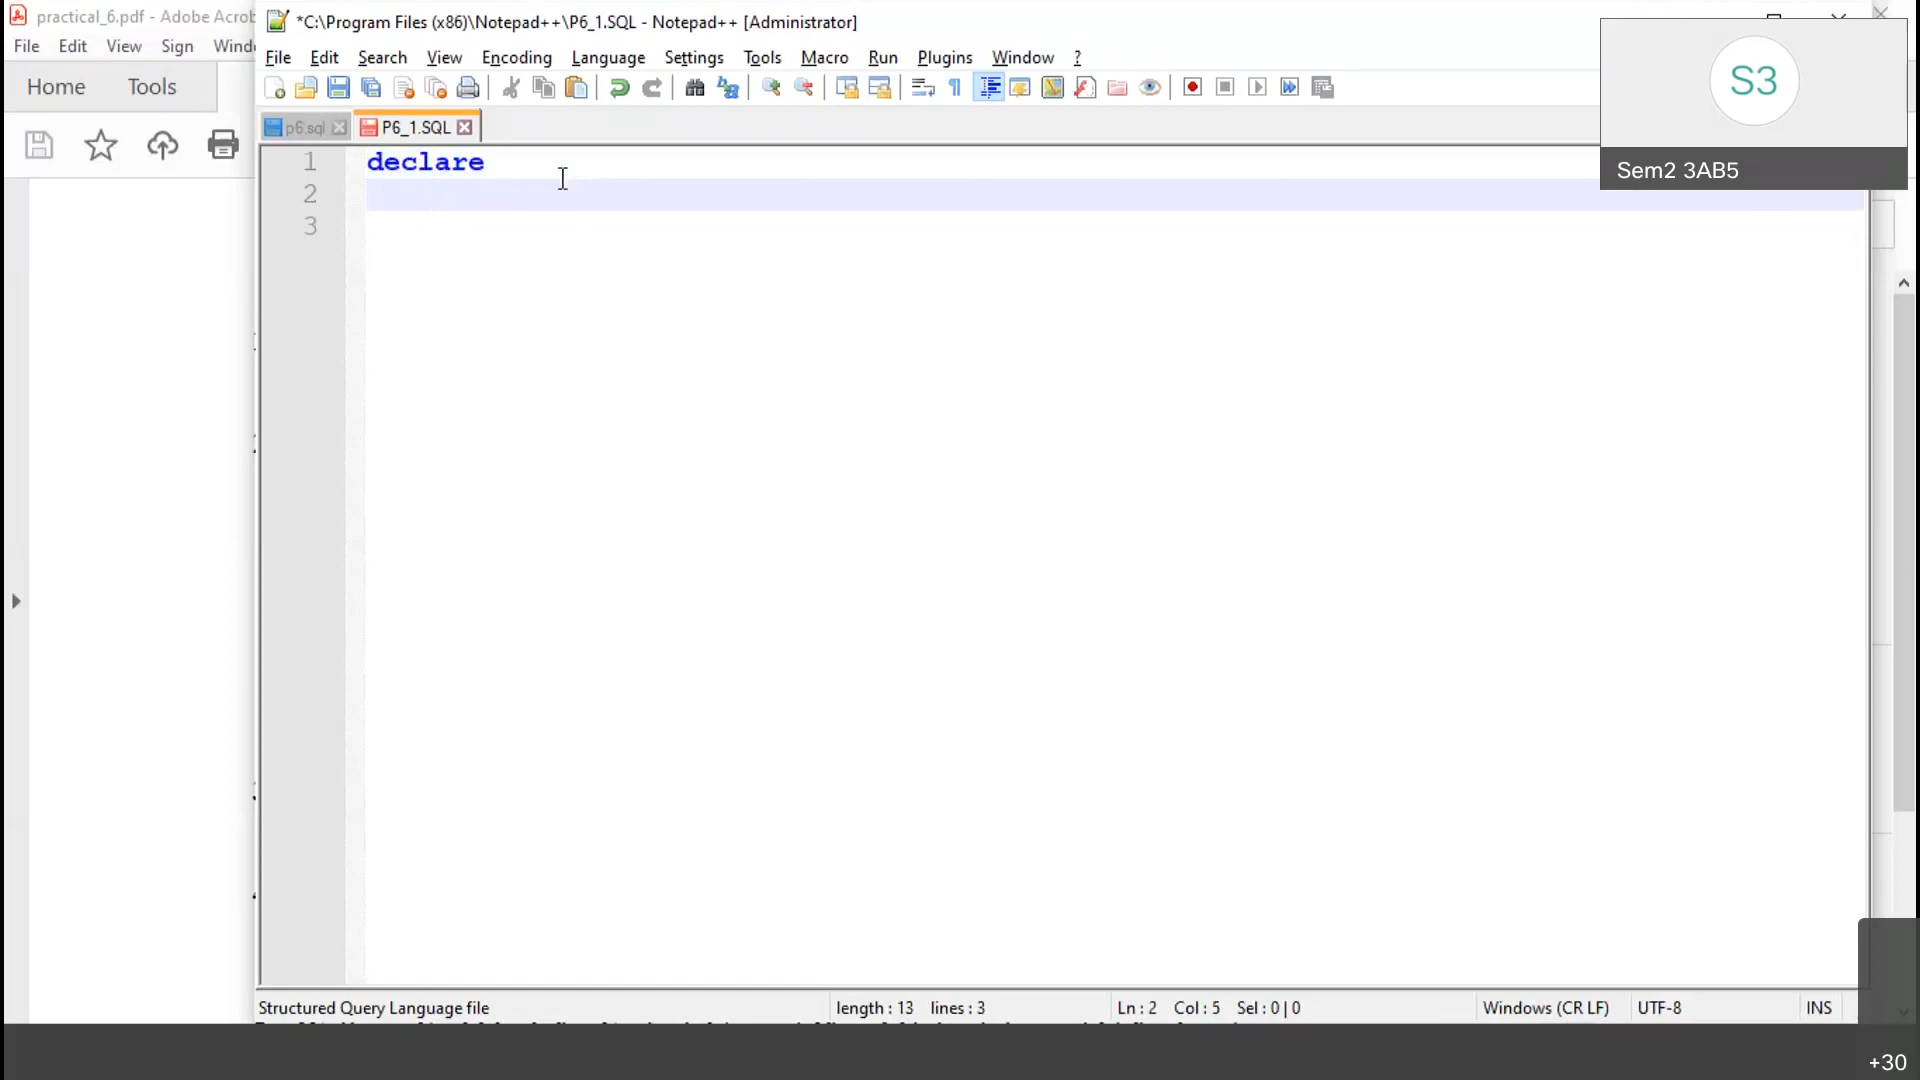 practical_6.pdf - Adobe Acrob
File Edit View Sign Windo
Home Tools
*C:\Program Files (x86)\Notepad++\P6_1.SQL - Notepad++ [Administrator]
File Edit Search View Encoding Language Settings Tools Macro Run Plugins Window ?
p6.sql P6_1.SQL
1 declare
2
3
S3
Sem2 3AB5
Structured Query Language file length : 13 lines : 3 Ln : 2 Col : 5 Sel : 0 | 0 Windows (CR LF) UTF-8 INS
+30